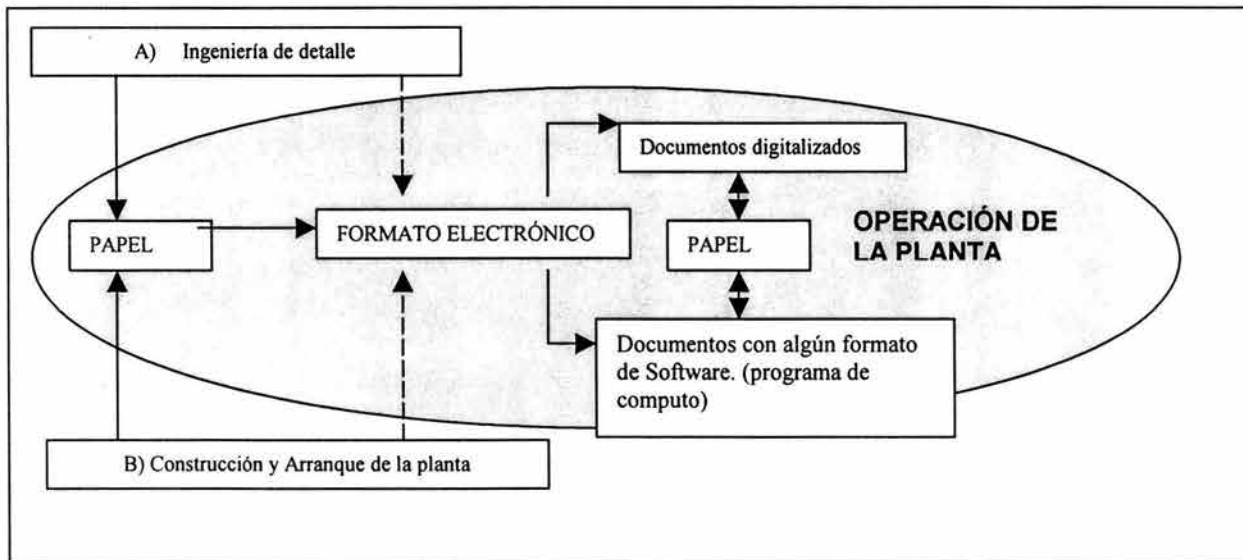 A) Ingeniería de detalle
Documentos digitalizados
PAPEL
FORMATO ELECTRÓNICO
PAPEL
OPERACIÓN DE
LA PLANTA
Documentos con algún formato
de Software. (programa de
computo)
B) Construcción y Arranque de la planta